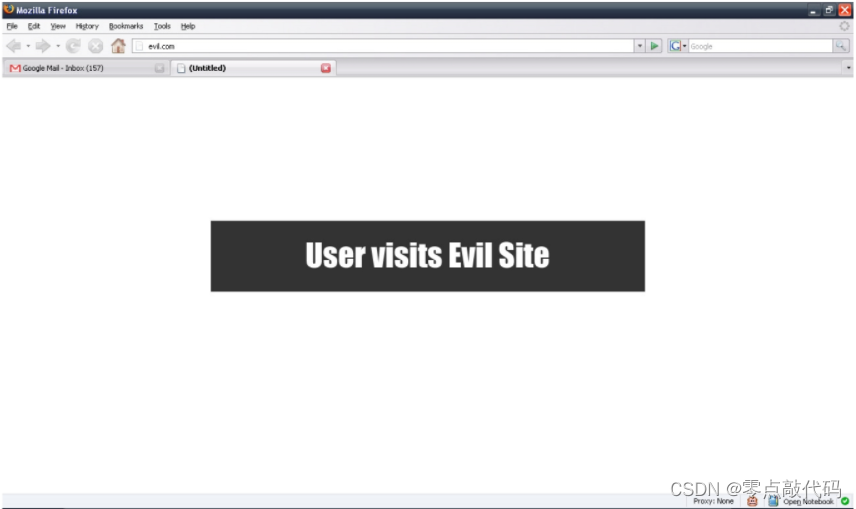 Mozilla Firefox
File Edit View History Bookmarks Tools Help
evil.com
Google
Google Mail - Inbox (157)
(Untitled)
User visits Evil Site
CSDN @零点敲代码
Proxy: None
Open Notebook